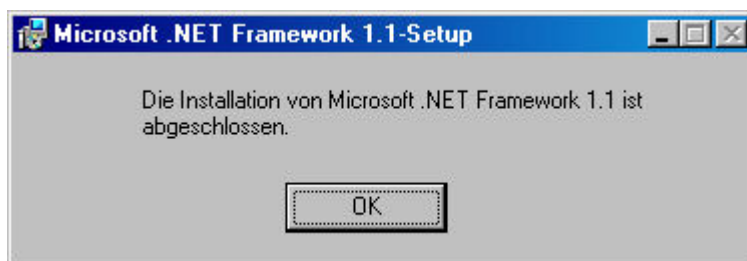 Microsoft .NET Framework 1.1-Setup
Die Installation von Microsoft .NET Framework 1.1 ist
abgeschlossen.
OK